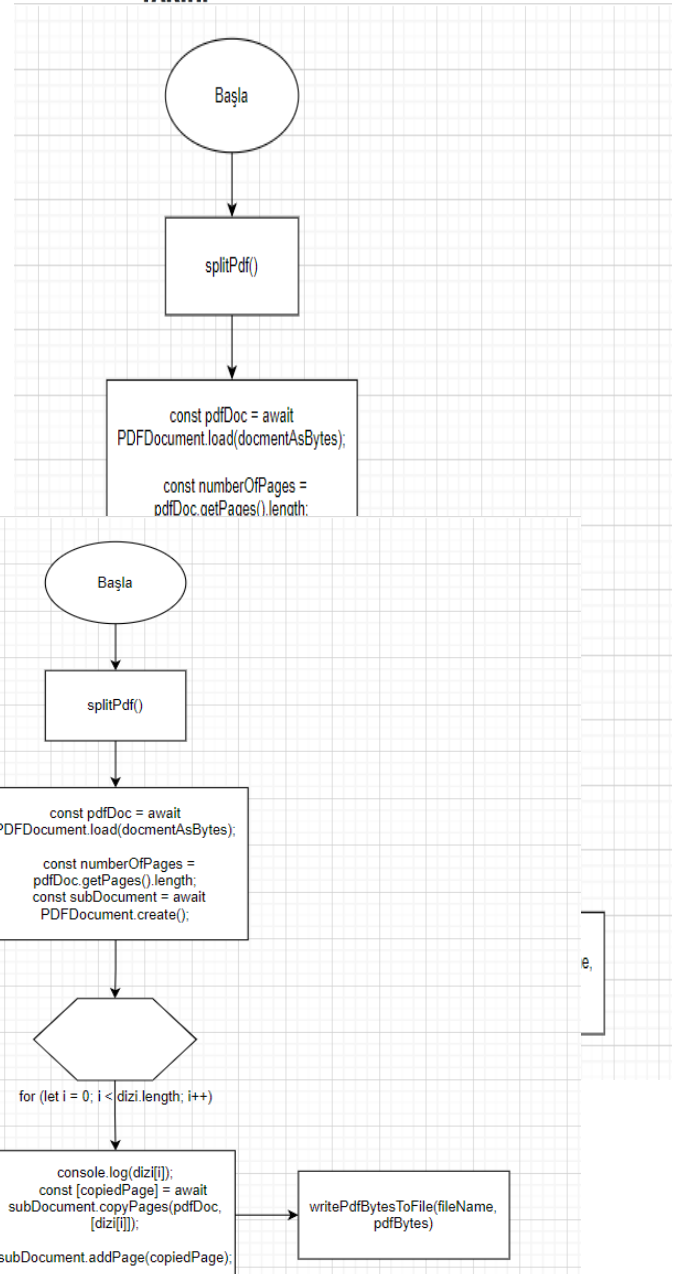 Başla
splitPdf()
const pdfDoc = await
PDFDocument.load(docmentAsBytes);
const numberOfPages =
pdfDoc.getPages().length;
Başla
splitPdf()
const pdfDoc = await
PDFDocument.load(docmentAsBytes);
const numberOfPages =
pdfDoc.getPages().length;
const subDocument = await
PDFDocument.create();
e,
for (let i = 0; i < dizi.length; i++)
console.log(dizi[i]);
const [copiedPage] = await
subDocument.copyPages(pdfDoc,
[dizi[i]]);
subDocument.addPage(copiedPage);
writePdfBytesToFile(fileName,
pdfBytes)